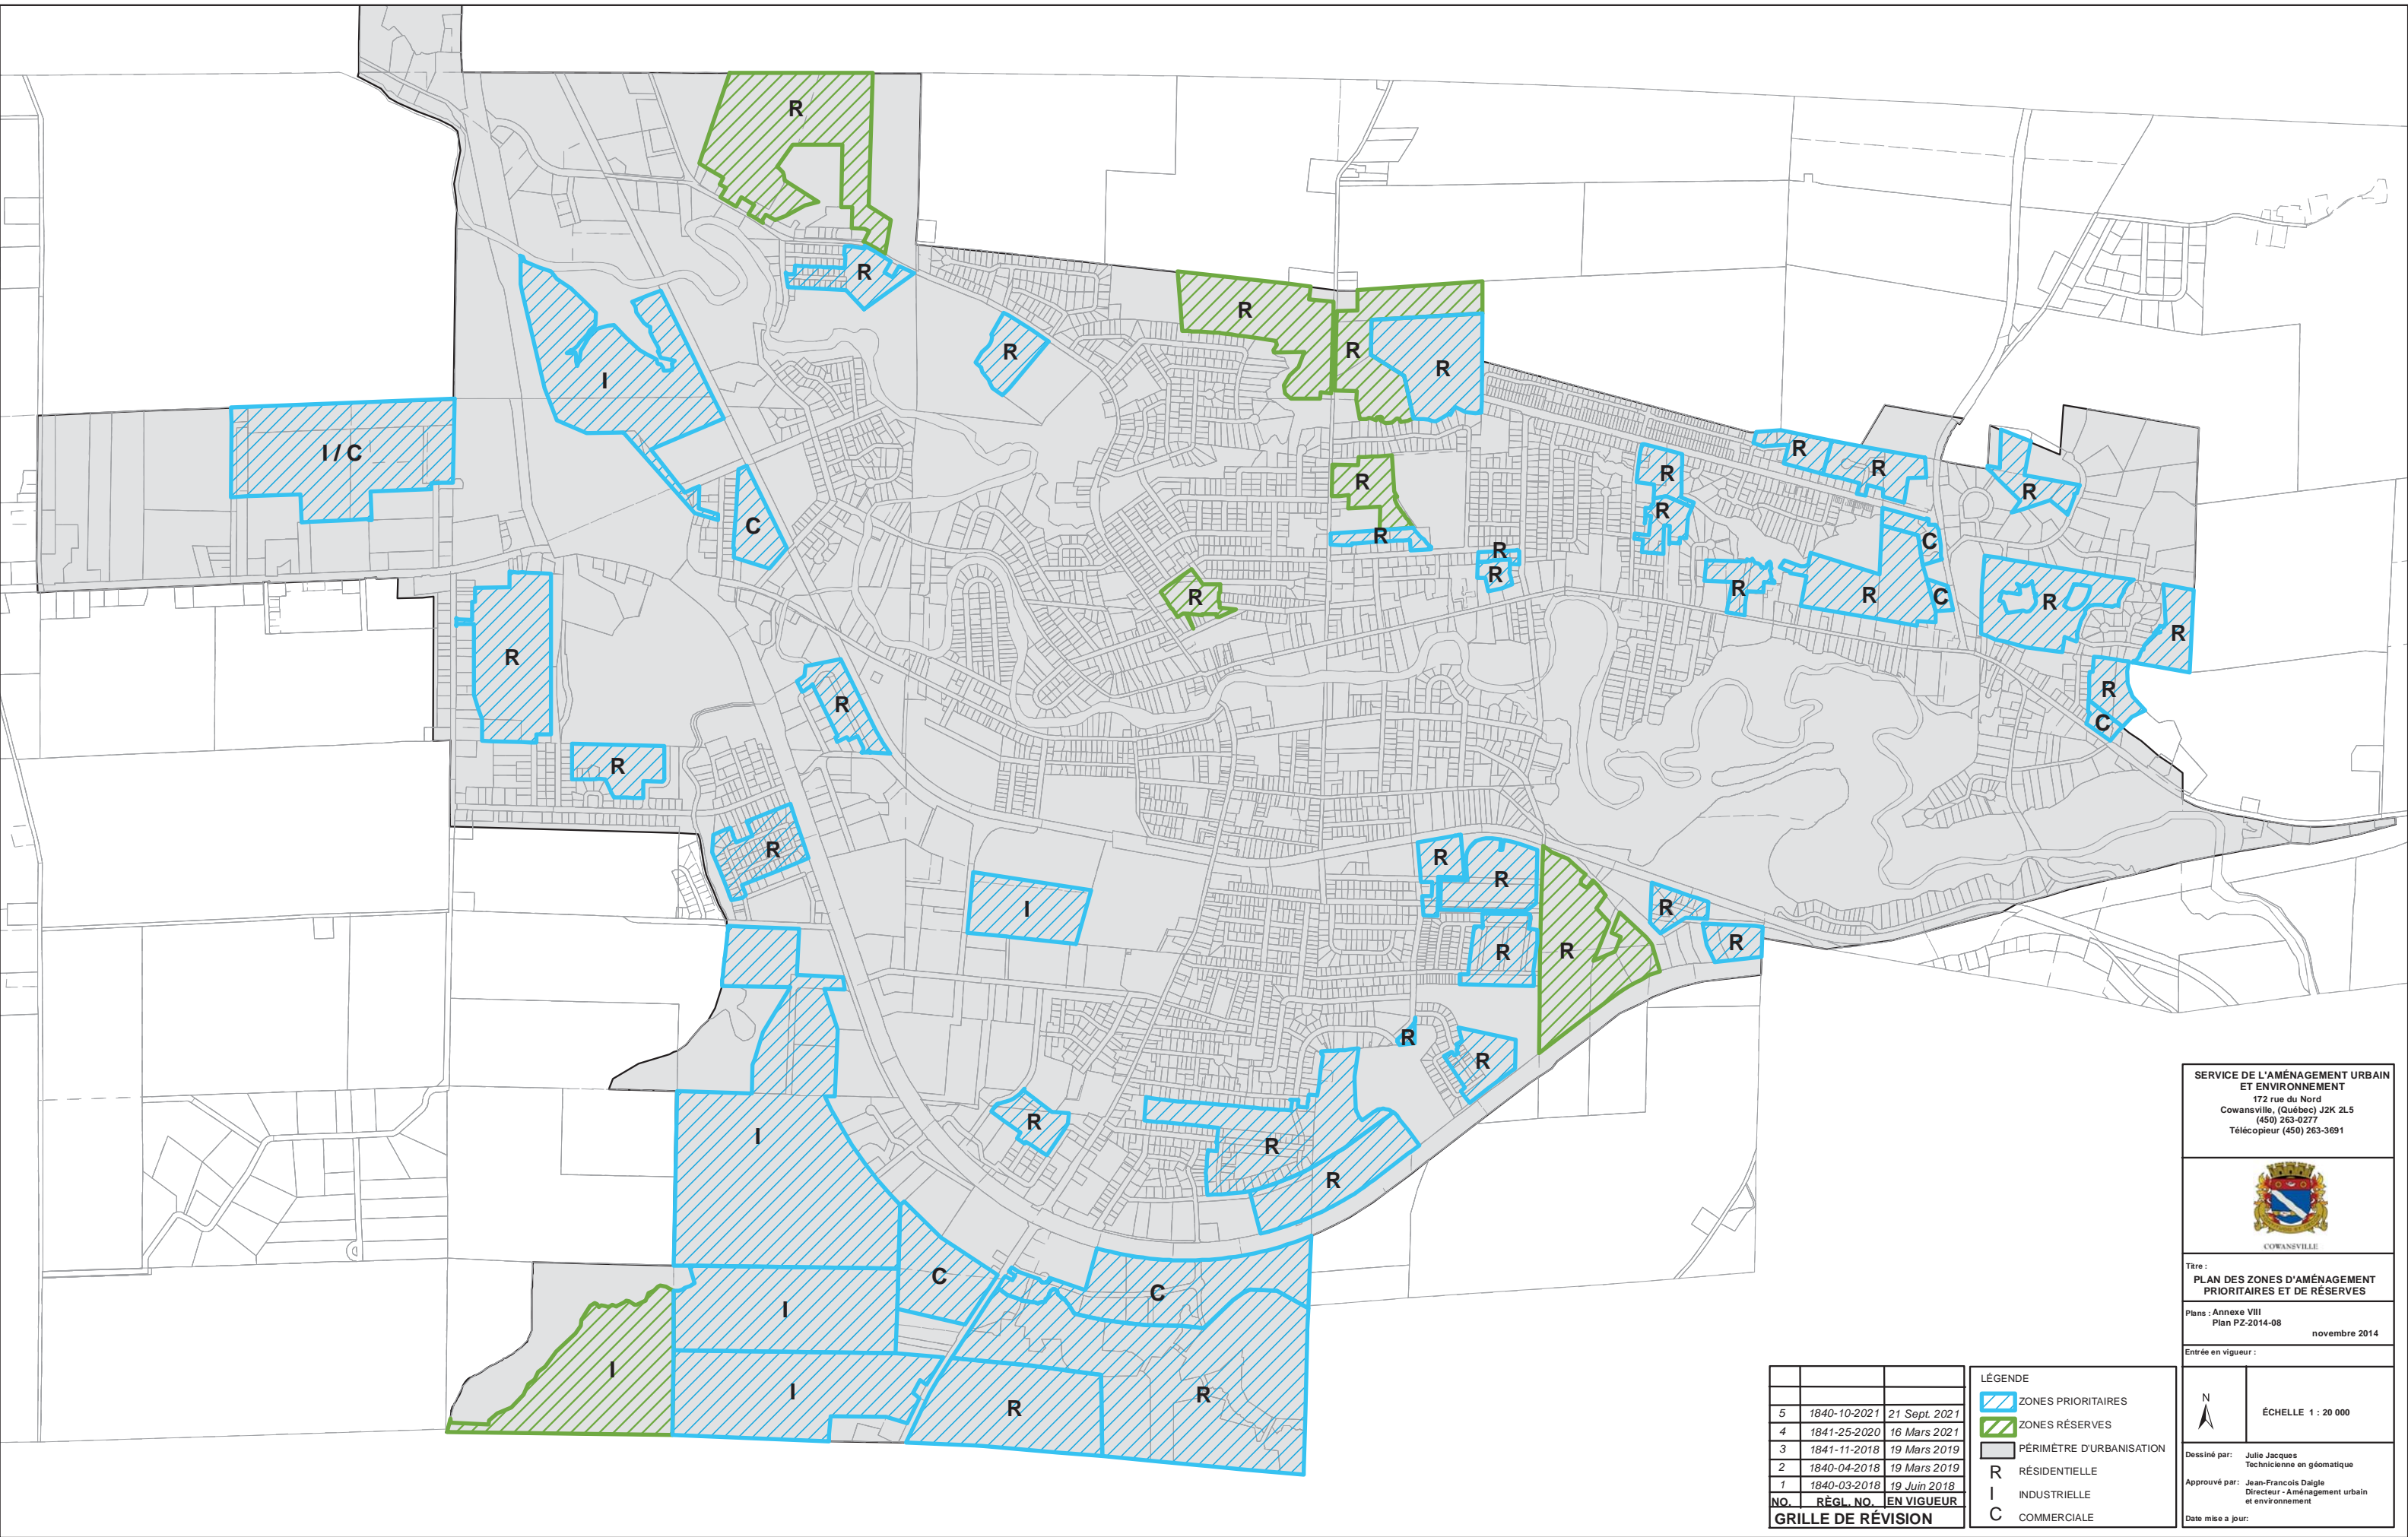 R
R
R
R
R
R
R
I
I / C
C
R
R
R
R
R
R
R
R
R
R
R
R
C
R
R
C
R
R
R
R
C
R
R
R
R
R
R
I
R
R
R
R
R
R
R
I
R
R
R
C
C
I
I
I
R
R
5 1840-10-2021 21 Sept. 2021
4 1841-25-2020 16 Mars 2021
3 1841-11-2018 19 Mars 2019
2 1840-04-2018 19 Mars 2019
1 1840-03-2018 19 Juin 2018
NO. RÈGL. NO. EN VIGUEUR
GRILLE DE RÉVISION
LÉGENDE
ZONES PRIORITAIRES
ZONES RÉSERVES
PÉRIMÈTRE D'URBANISATION
R RÉSIDENTIELLE
I INDUSTRIELLE
C COMMERCIALE
SERVICE DE L'AMÉNAGEMENT URBAIN
ET ENVIRONNEMENT
172 rue du Nord
Cowansville, (Québec) J2K 2L5
(450) 263-0277
Télécopieur (450) 263-3691
COWANSVILLE
Titre :
PLAN DES ZONES D'AMÉNAGEMENT
PRIORITAIRES ET DE RÉSERVES
Plans : Annexe VIII
Plan PZ-2014-08
novembre 2014
Entrée en vigueur :
N
ÉCHELLE 1 : 20 000
Dessiné par: Julie Jacques
Technicienne en géomatique
Approuvé par: Jean-Francois Daigle
Directeur - Aménagement urbain
et environnement
Date mise a jour: